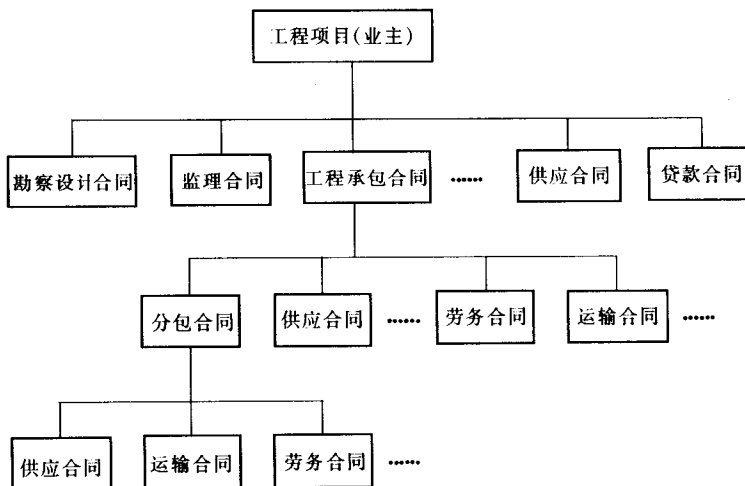 工程项目(业主)
勘察设计合同 监理合同 工程承包合同 …… 供应合同 贷款合同
分包合同 供应合同 …… 劳务合同 运输合同 ……
供应合同 运输合同 劳务合同 ……